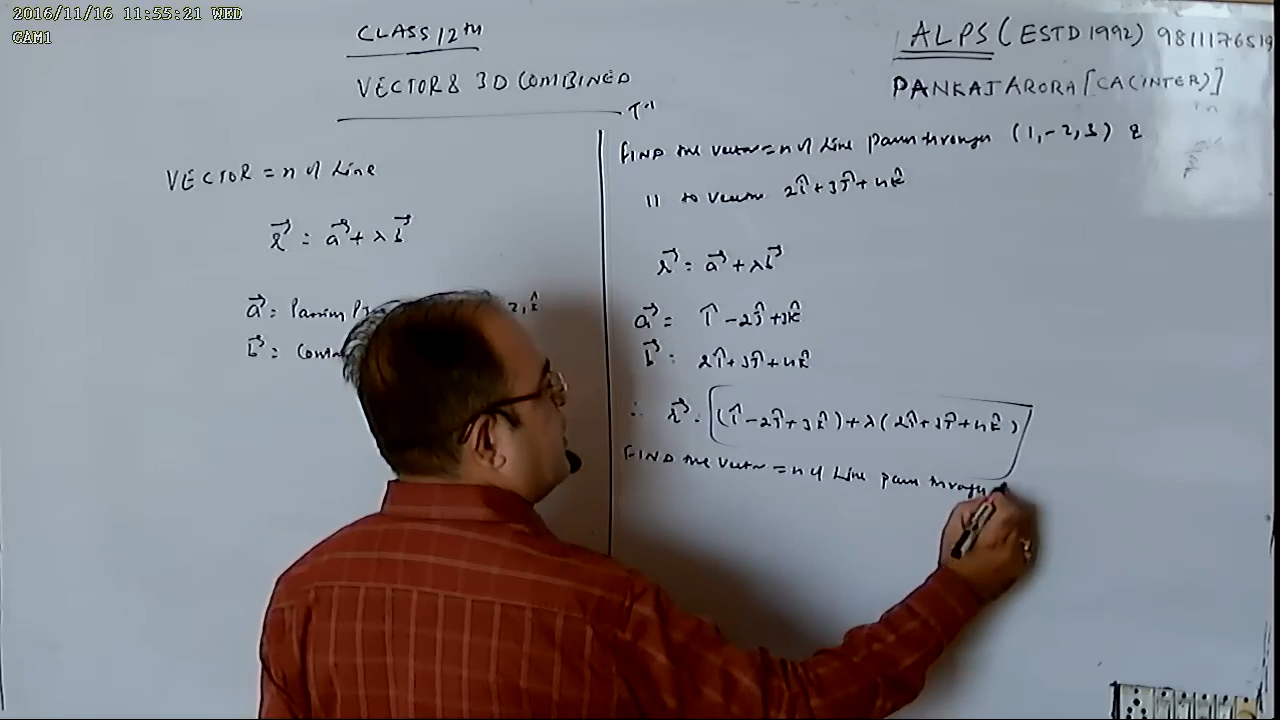 2016/11/16 11:55:21 WED
CAM1
CLASS 12TH
VECTOR & 3D COMBINED
T-1
ALPS (ESTD 1992) 9811176519
PANKAJ ARORA [CA(INTER)]
VECTOR = n of Line
r⃗ = a⃗ + λb⃗
a⃗ = Passing
b⃗ =
FIND the vector = n of Line pass through (1, -2, 3) &
|| to vector 2î + 3ĵ + 4k̂
r⃗ = a⃗ + λb⃗
a⃗ = î - 2ĵ + 3k̂
b⃗ = 2î + 3ĵ + 4k̂
∴ r⃗ = (î - 2ĵ + 3k̂) + λ(2î + 3ĵ + 4k̂)
FIND the vector = n of Line pass through